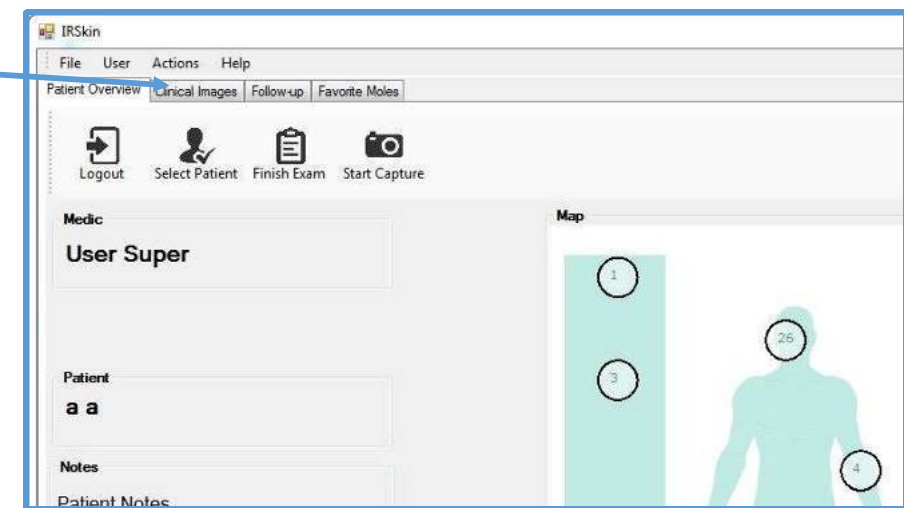 IRSkin
File User Actions Help
Patient Overview Clinical Images Follow-up Favorite Moles
Logout Select Patient Finish Exam Start Capture
Medic
User Super
Map
1
26
Patient
3
a a
Notes
4
Patient Notes